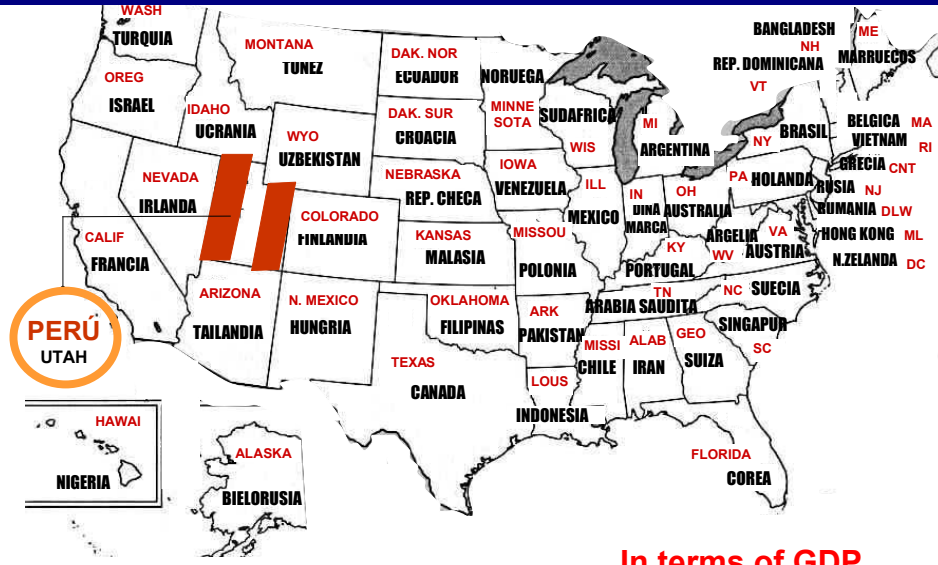 WASH
TURQUIA
MONTANA
TUNEZ
DAK. NOR
ECUADOR
NORUEGA
BANGLADESH
NH
REP. DOMINICANA
VT
ME
MARRUECOS
OREG
ISRAEL
IDAHO
UCRANIA
WYO
UZBEKISTAN
DAK. SUR
CROACIA
MINNE
SOTA
SUDAFRICA
WIS
MI
ARGENTINA
NY
BRASIL
BELGICA
MA
VIETNAM
RI
GRECIA
CNT
NEVADA
IRLANDA
NEBRASKA
REP. CHECA
IOWA
VENEZUELA
ILL
MEXICO
IN
DINA
MARCA
OH
AUSTRALIA
PA
HOLANDA
RUSIA
NJ
RUMANIA
DLW
CALIF
FRANCIA
COLORADO
FINLANDIA
KANSAS
MALASIA
MISSOU
POLONIA
KY
PORTUGAL
ARGELIA
WV
VA
AUSTRIA
HONG KONG
ML
N.ZELANDA
DC
PERÚ
UTAH
ARIZONA
TAILANDIA
N. MEXICO
HUNGRIA
OKLAHOMA
FILIPINAS
ARK
PAKISTAN
TN
ARABIA SAUDITA
NC
SUECIA
SINGAPUR
SC
TEXAS
CANADA
LOUS
INDONESIA
MISSI
CHILE
ALAB
IRAN
GEO
SUIZA
HAWAI
NIGERIA
ALASKA
BIELORUSIA
FLORIDA
COREA
In terms of GDP